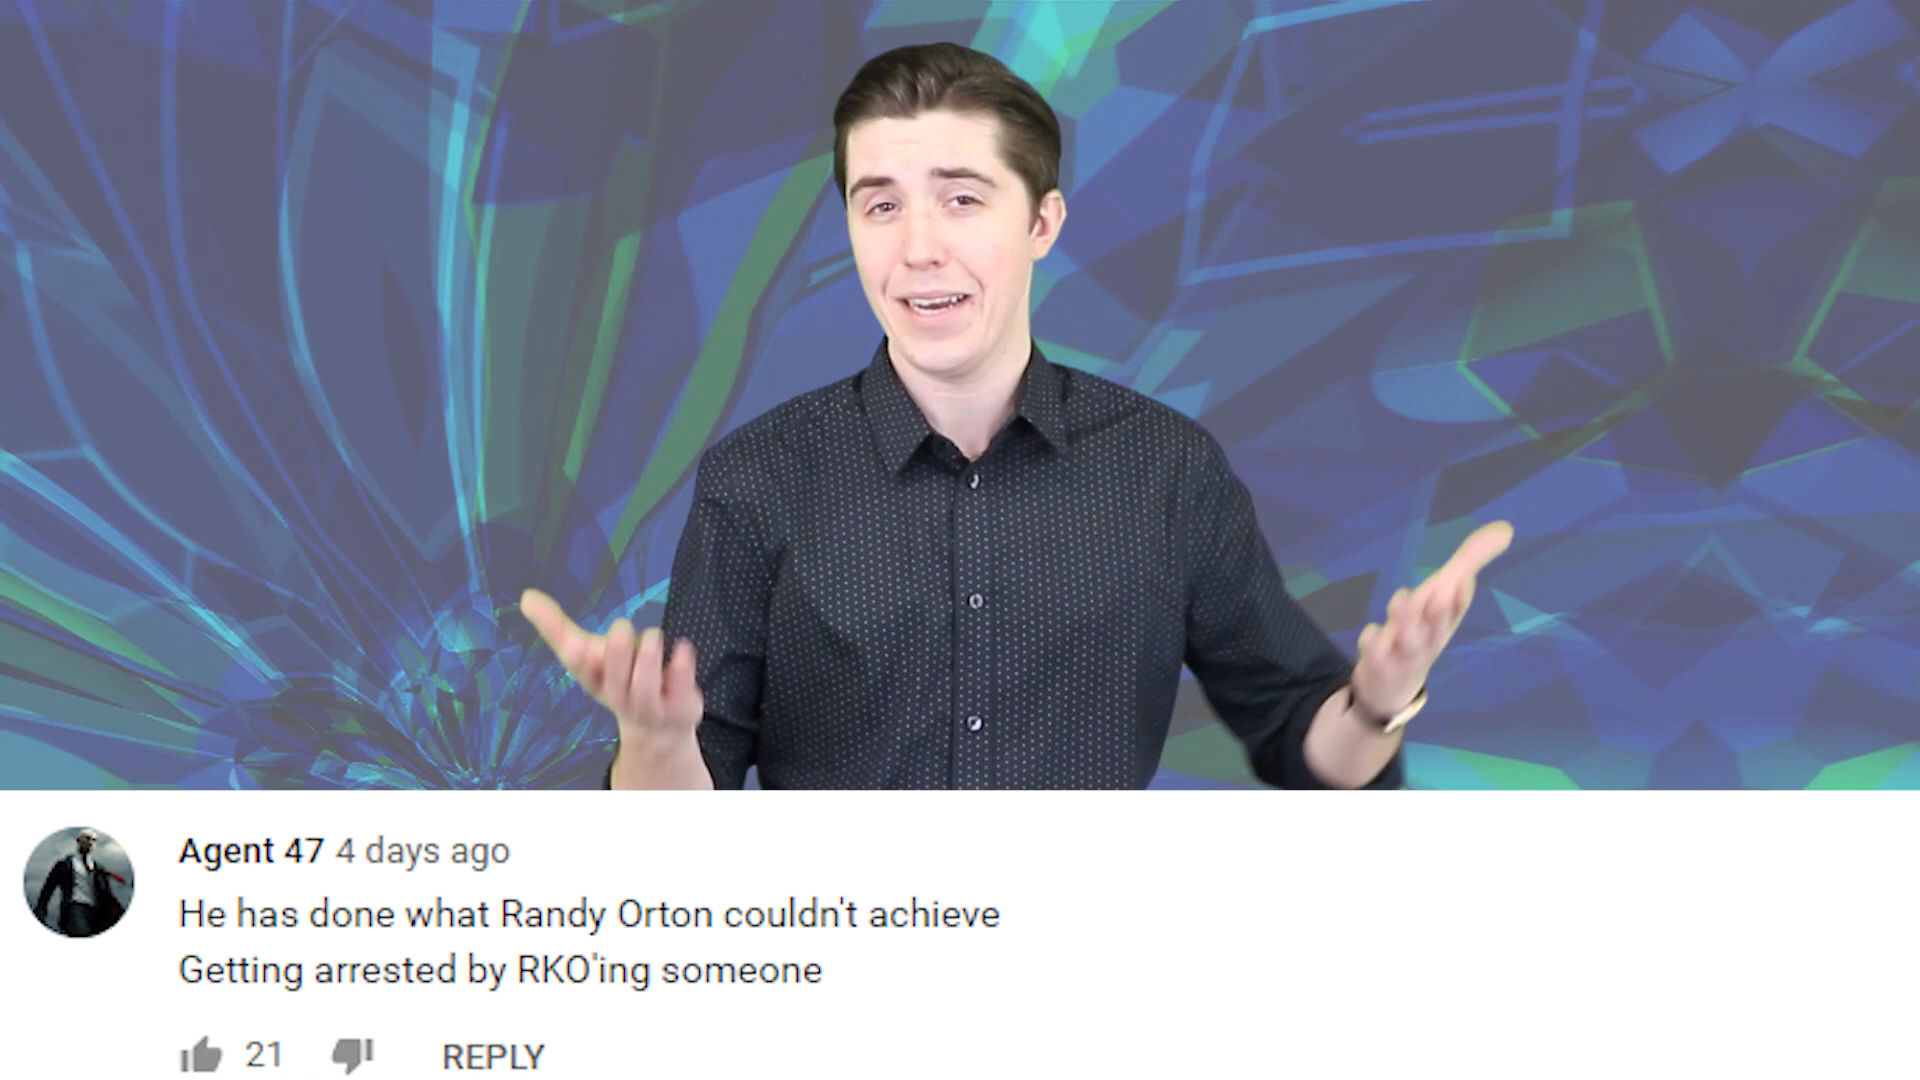 Agent 47 4 days ago
He has done what Randy Orton couldn't achieve
Getting arrested by RKO'ing someone
21 REPLY